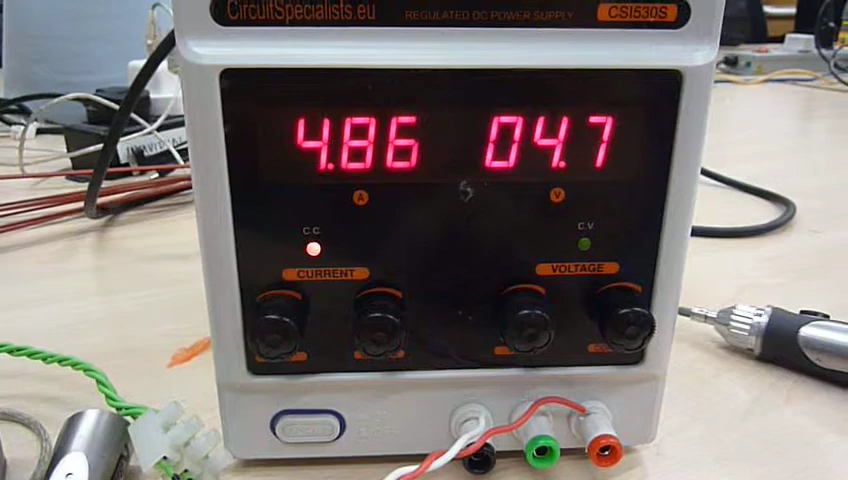 CircuitSpecialists.eu REGULATED DC POWER SUPPLY CSI530S
4.86 04.7
A V
C.C. C.V.
CURRENT VOLTAGE